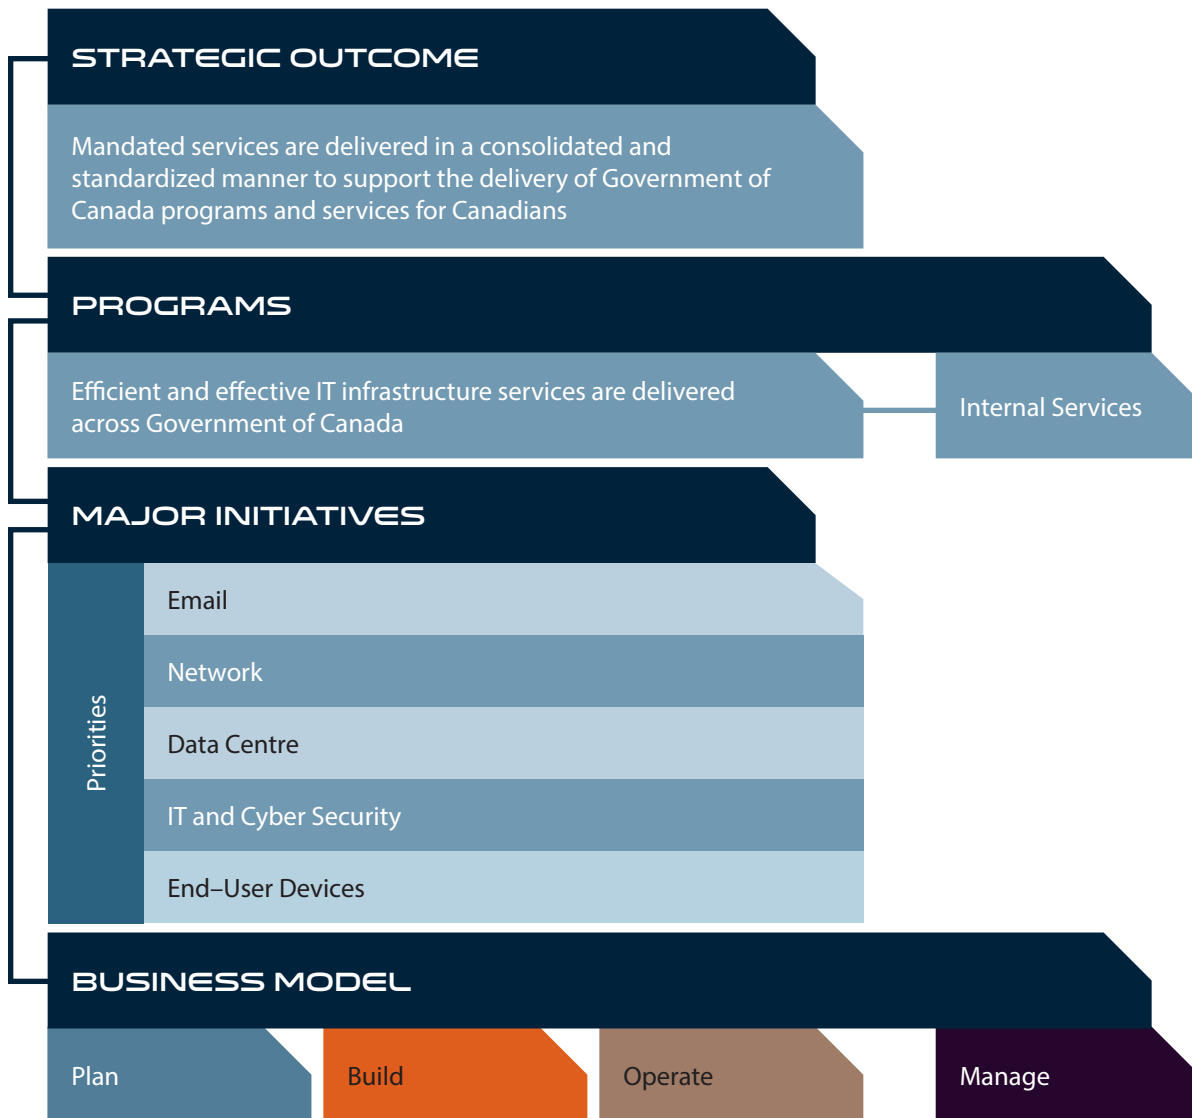 STRATEGIC OUTCOME
Mandated services are delivered in a consolidated and
standardized manner to support the delivery of Government of
Canada programs and services for Canadians
PROGRAMS
Efficient and effective IT infrastructure services are delivered
across Government of Canada
Internal Services
MAJOR INITIATIVES
Priorities
Email
Network
Data Centre
IT and Cyber Security
End–User Devices
BUSINESS MODEL
Plan
Build
Operate
Manage